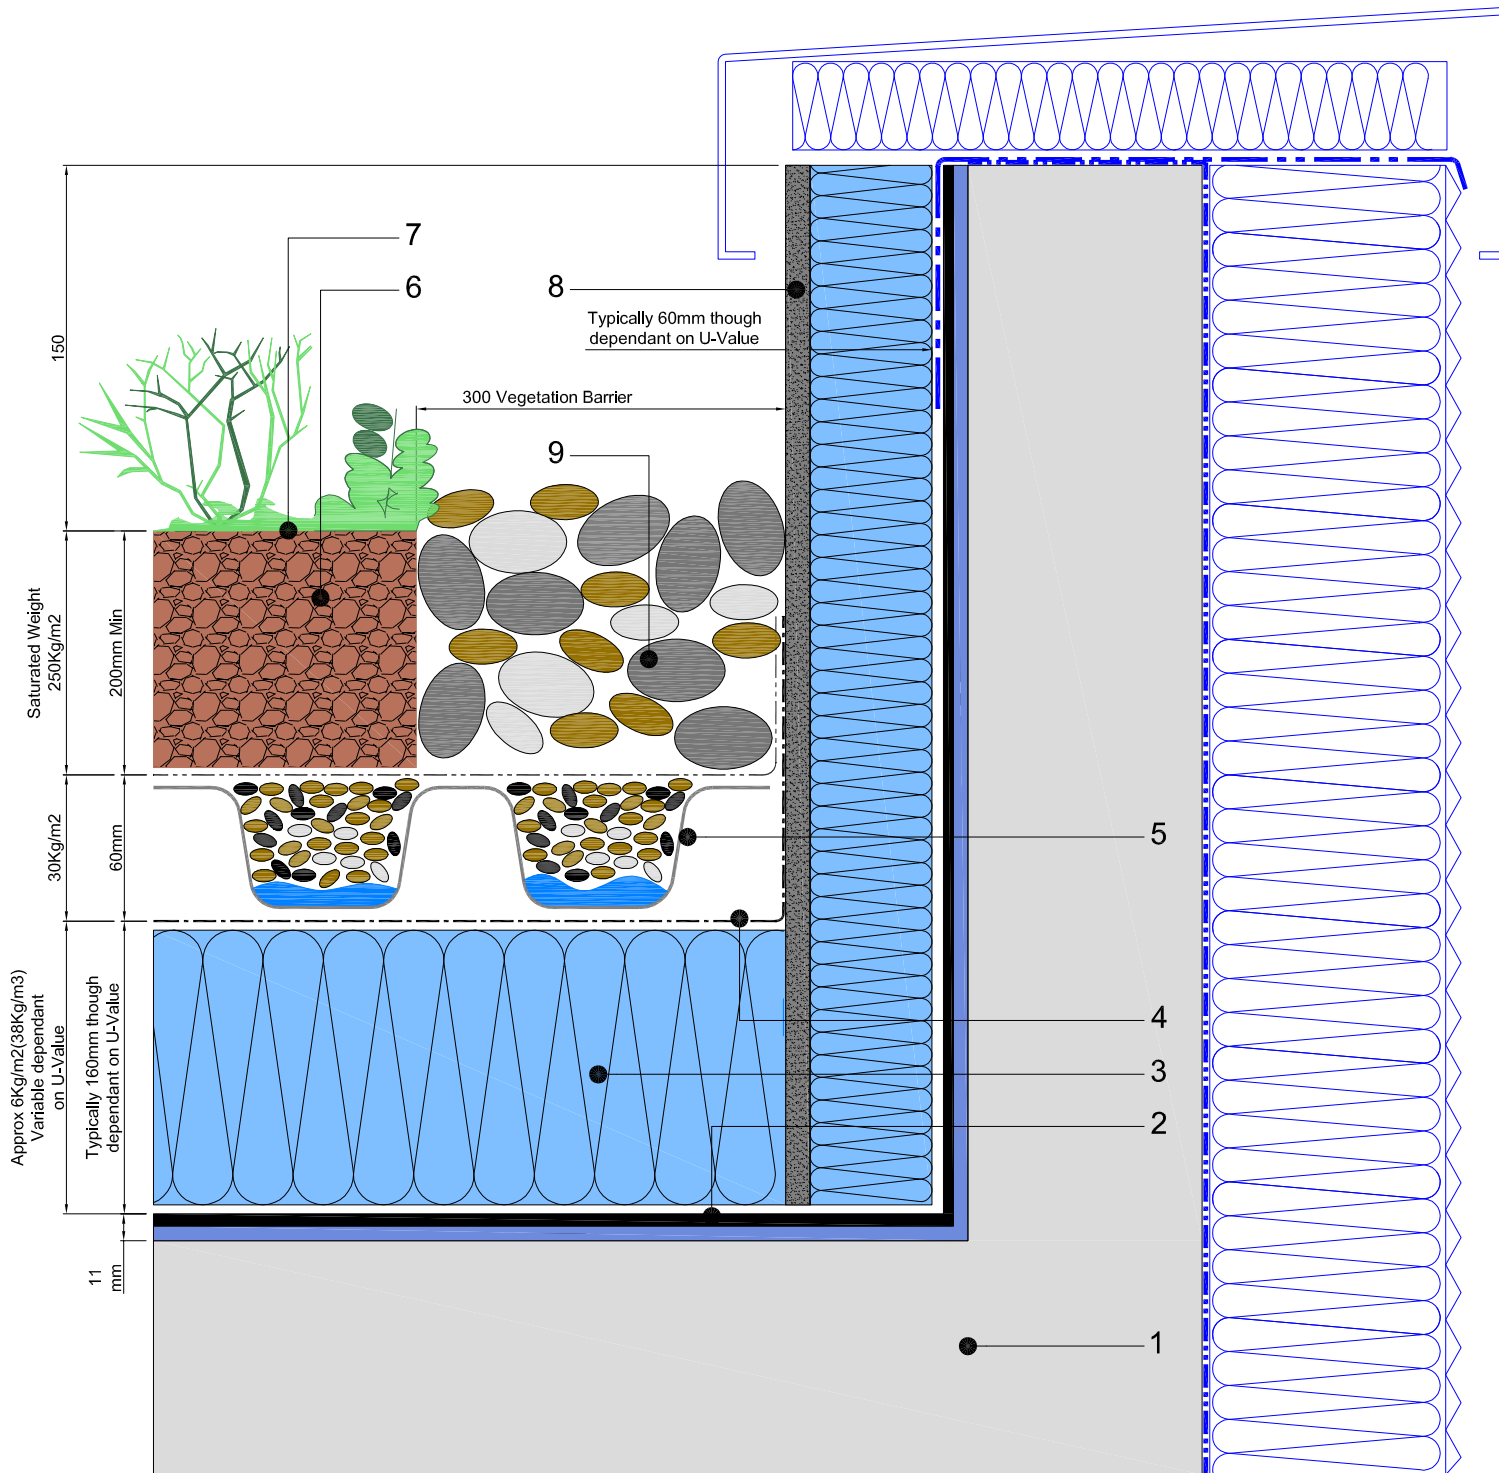 7
6
8
Typically 60mm though
dependant on U-Value
150
300 Vegetation Barrier
9
Saturated Weight
250Kg/m2
200mm Min
30Kg/m2
60mm
5
4
3
2
Approx 6Kg/m2(38Kg/m3)
Variable dependant
on U-Value
Typically 160mm though
dependant on U-Value
11
mm
1